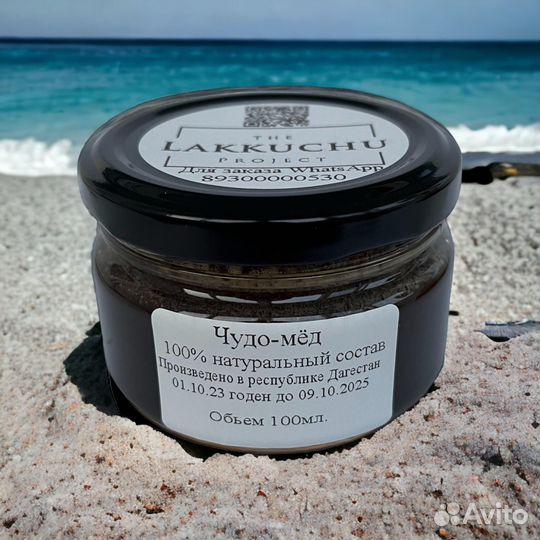 THE
LAKKUCHU
PROJECT
Для заказа WhatsApp
89300000530
Чудо-мёд
100% натуральный состав
Произведено в республике Дагестан
01.10.23 годен до 09.10.2025
Обьем 100мл.
Avito